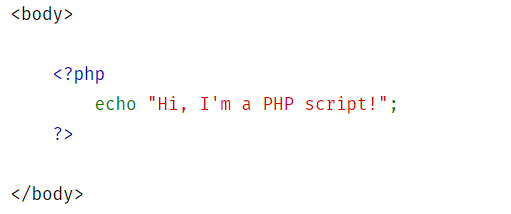 <body>
<?php
echo "Hi, I'm a PHP script!";
?>
</body>